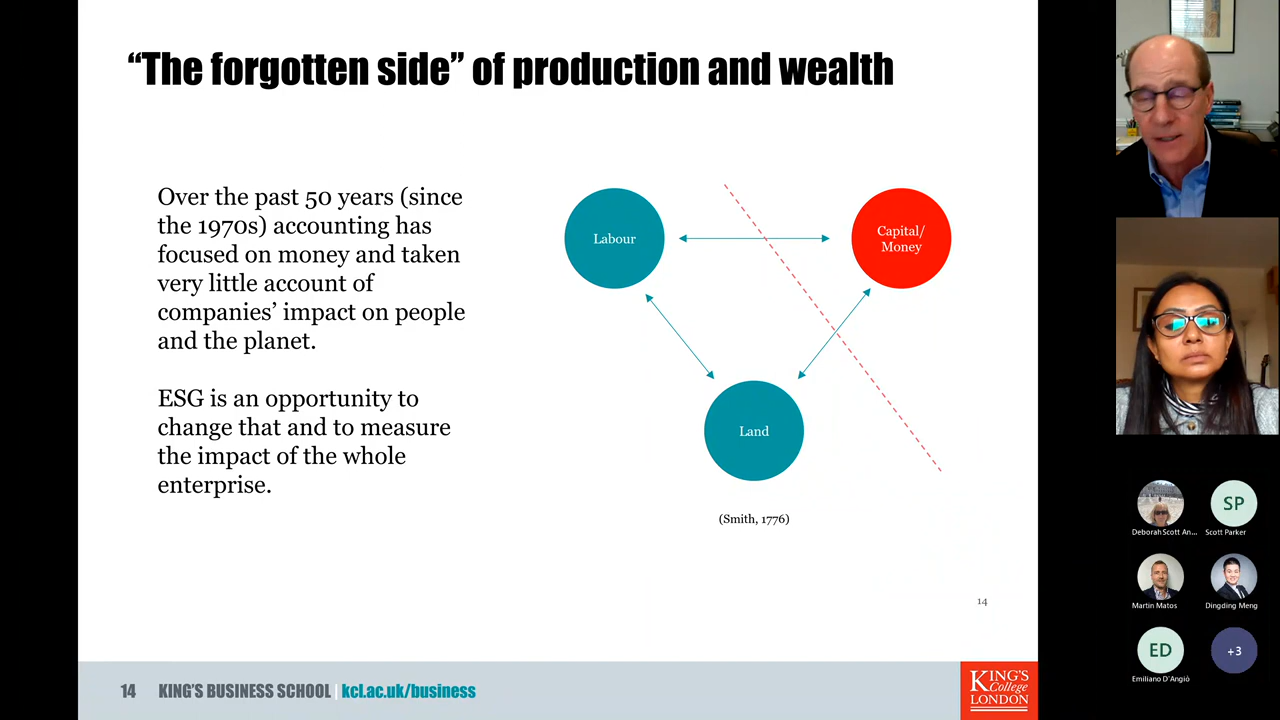 “The forgotten side” of production and wealth
Over the past 50 years (since
the 1970s) accounting has
focused on money and taken
very little account of
companies’ impact on people
and the planet.
ESG is an opportunity to
change that and to measure
the impact of the whole
enterprise.
Labour
Capital/
Money
Land
(Smith, 1776)
14
14 KING'S BUSINESS SCHOOL | kcl.ac.uk/business
KING'S
College
LONDON
Deborah Scott An...
SP
Scott Parker
Martin Matos
Dingding Meng
ED
Emiliano D'Angiò
+3